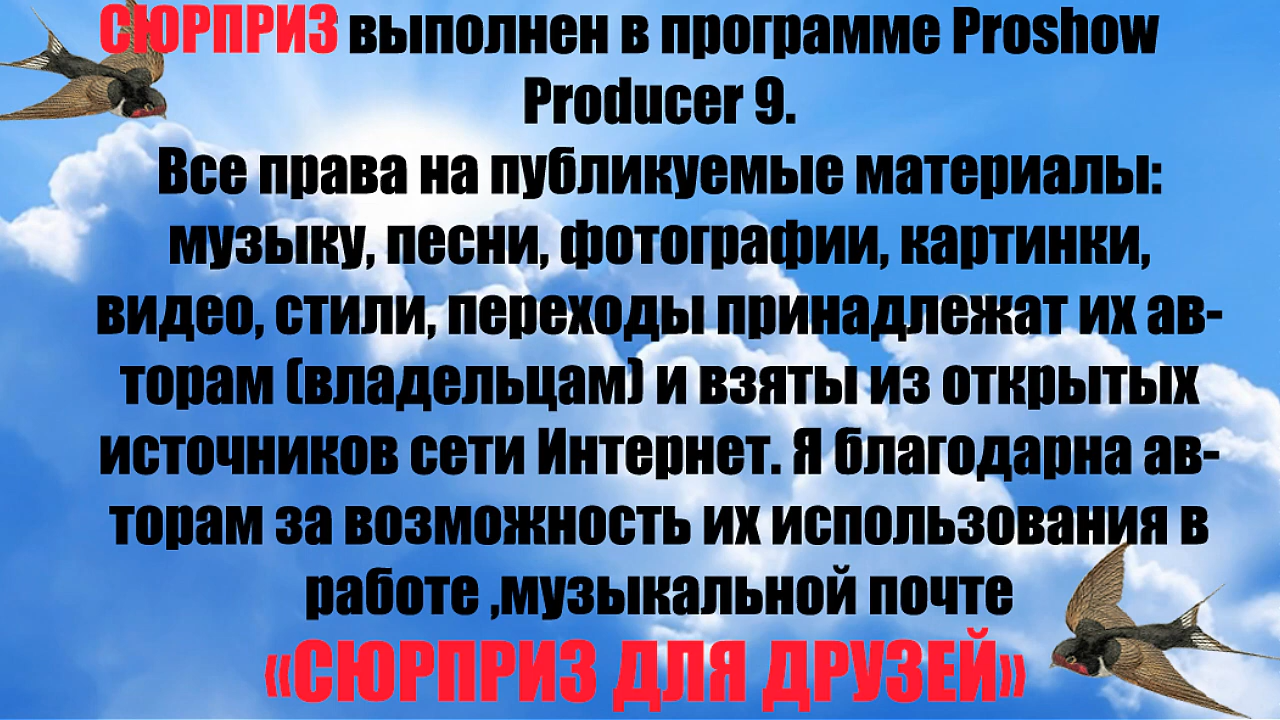 СЮРПРИЗ выполнен в программе Proshow
Producer 9.
Все права на публикуемые материалы:
музыку, песни, фотографии, картинки,
видео, стили, переходы принадлежат их ав-
торам (владельцам) и взяты из открытых
источников сети Интернет. Я благодарна ав-
торам за возможность их использования в
работе ,музыкальной почте
«СЮРПРИЗ ДЛЯ ДРУЗЕЙ»